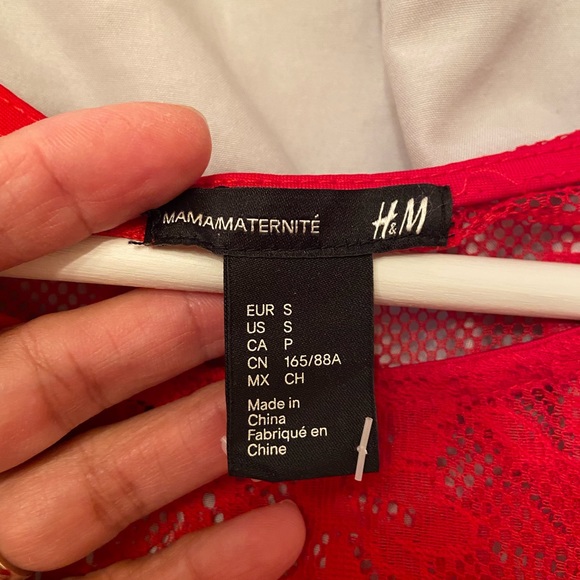 MAMA/MATERNITÉ H&M
EUR S
US S
CA P
CN 165/88A
MX CH
Made in
China
Fabriqué en
Chine